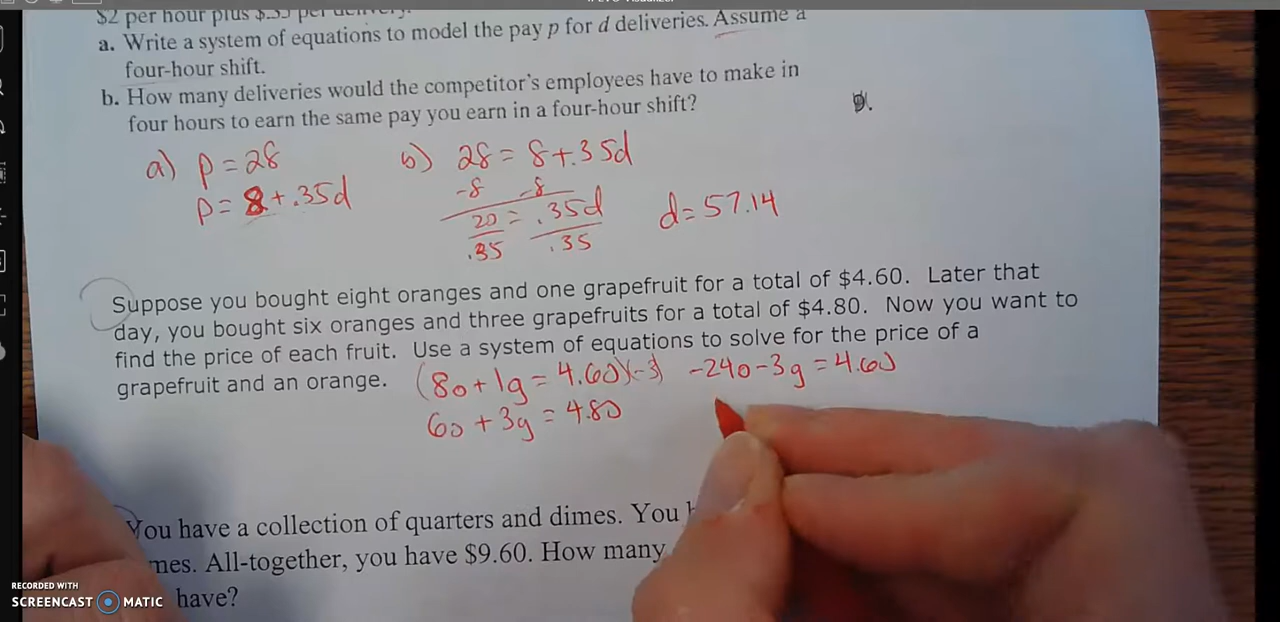 $2 per hour plus $.35 per delivery.
a. Write a system of equations to model the pay p for d deliveries. Assume a
four-hour shift.
b. How many deliveries would the competitor's employees have to make in
four hours to earn the same pay you earn in a four-hour shift?
a) p = 28
p = 8 + .35d
b) 28 = 8 + .35d
-8 -8
20 = .35d
.35 .35
d = 57.14
Suppose you bought eight oranges and one grapefruit for a total of $4.60. Later that
day, you bought six oranges and three grapefruits for a total of $4.80. Now you want to
find the price of each fruit. Use a system of equations to solve for the price of a
grapefruit and an orange.
(8o + 1g = 4.60)(-3) -24o - 3g = 4.60
6o + 3g = 4.80
You have a collection of quarters and dimes. You
mes. All-together, you have $9.60. How many
have?
RECORDED WITH
SCREENCAST MATIC